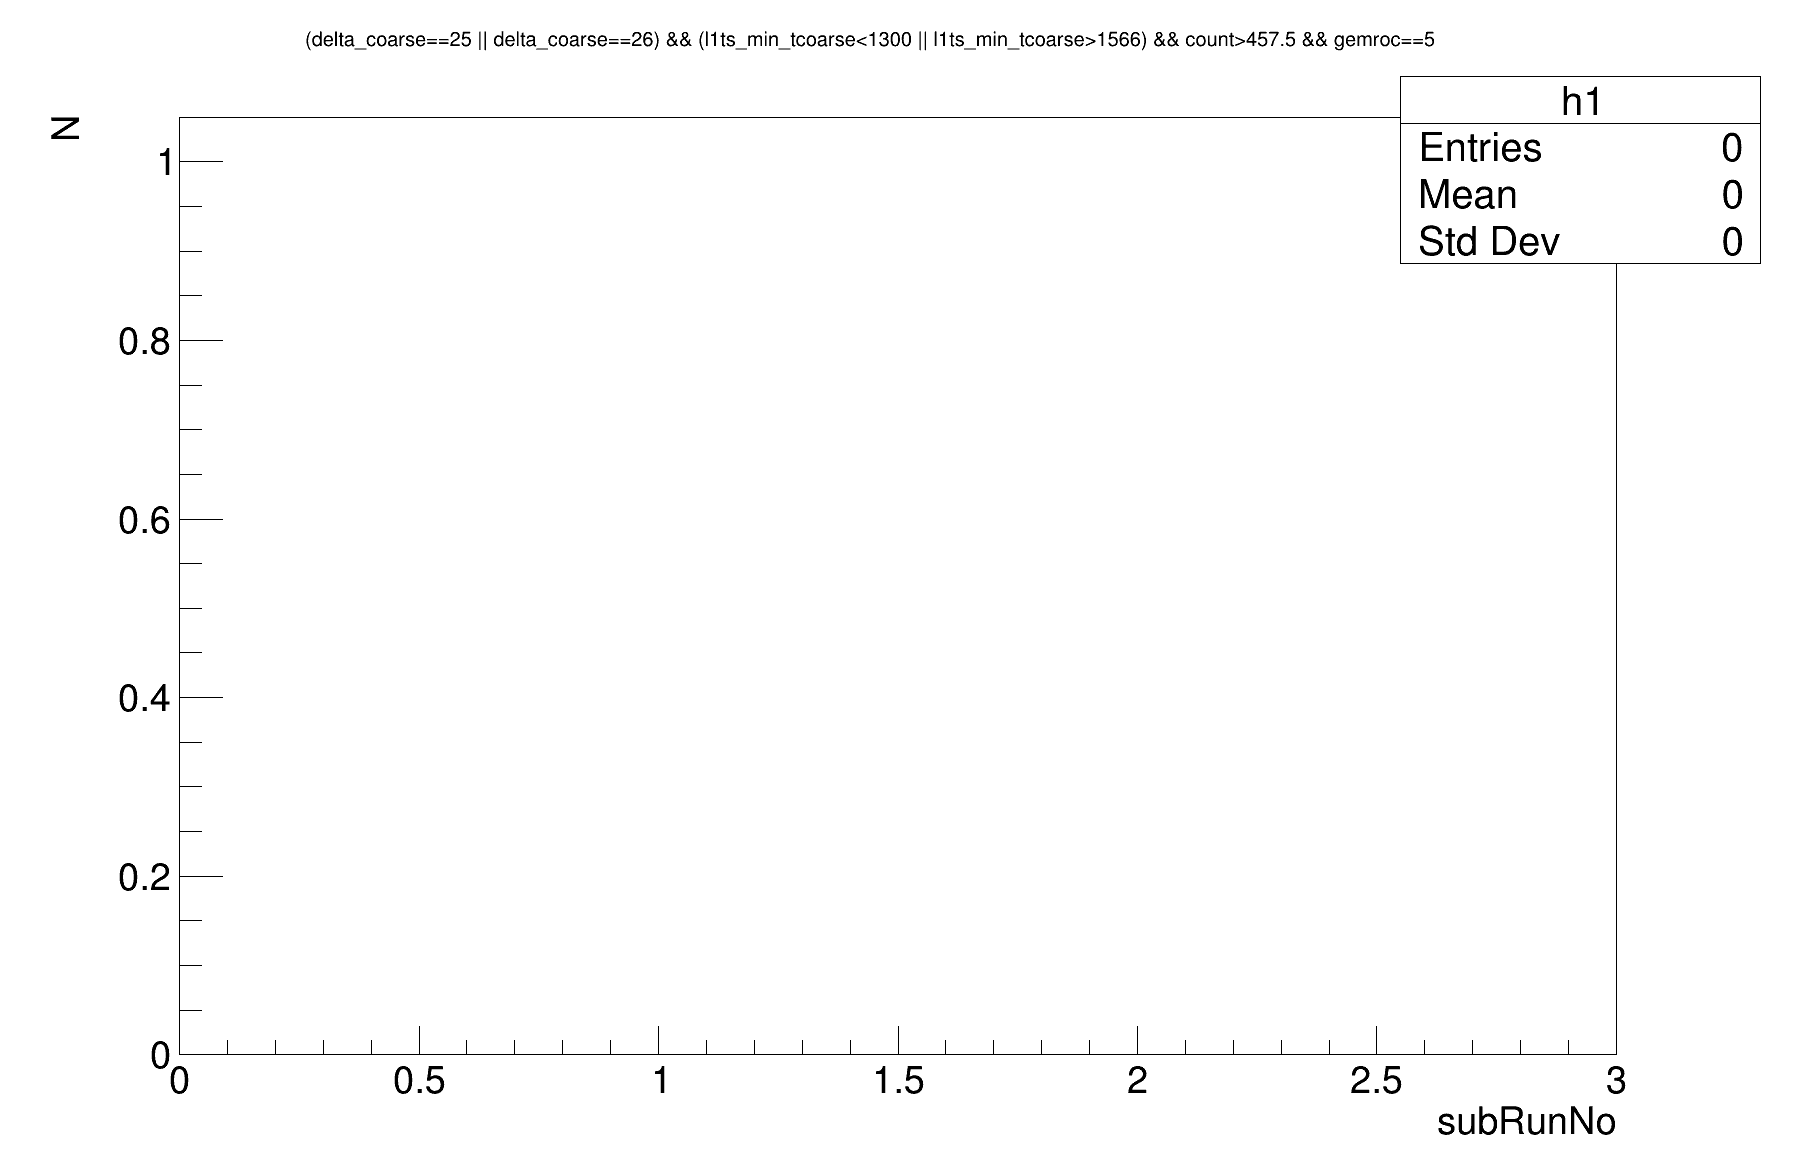 (delta_coarse==25 || delta_coarse==26) && (l1ts_min_tcoarse<1300 || l1ts_min_tcoarse>1566) && count>457.5 && gemroc==5
h1
Entries 0
Mean 0
Std Dev 0
N
1
0.8
0.6
0.4
0.2
0
0 0.5 1 1.5 2 2.5 3
subRunNo